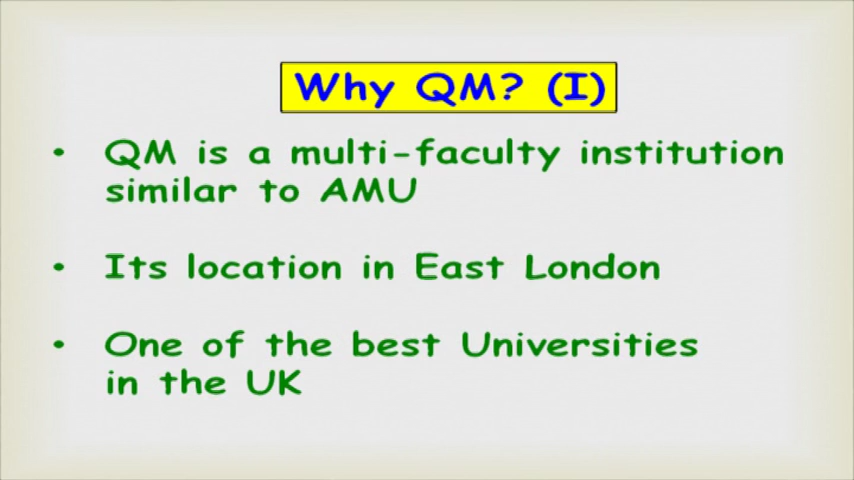 Why QM? (I)
• QM is a multi-faculty institution
similar to AMU
• Its location in East London
• One of the best Universities
in the UK